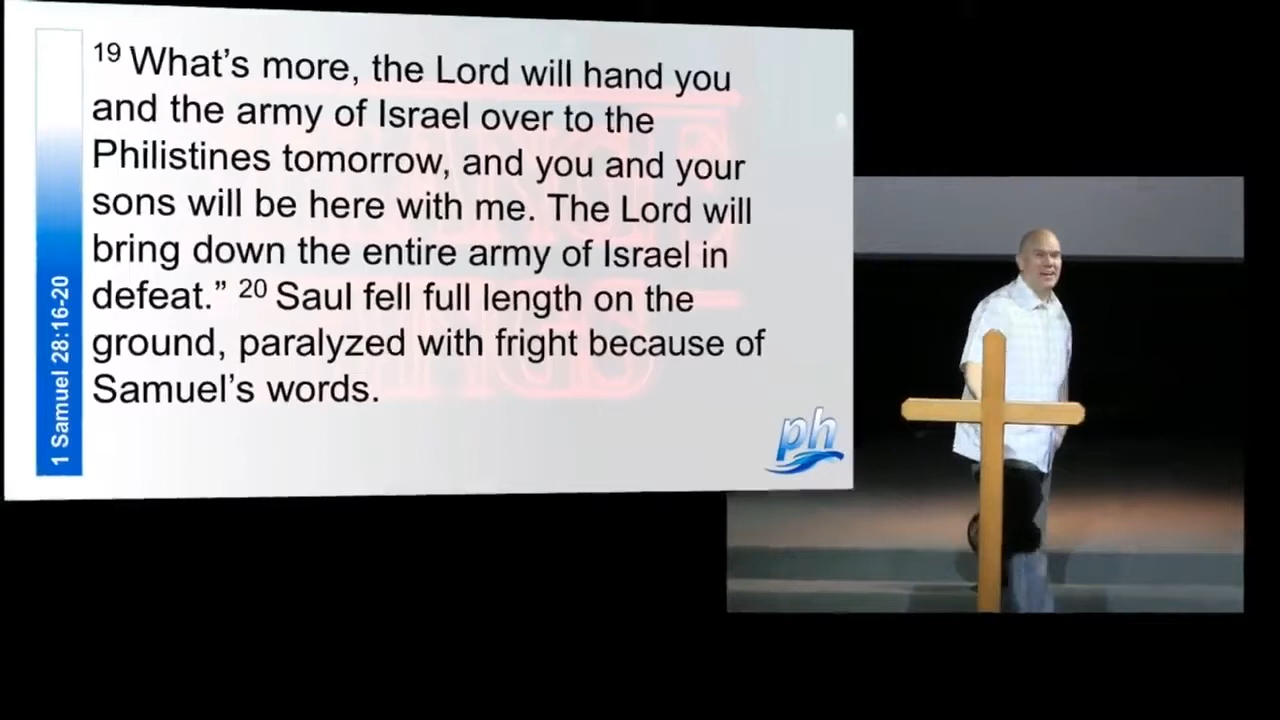 19 What's more, the Lord will hand you
and the army of Israel over to the
Philistines tomorrow, and you and your
sons will be here with me. The Lord will
bring down the entire army of Israel in
defeat.” 20 Saul fell full length on the
ground, paralyzed with fright because of
Samuel's words.
1 Samuel 28:16-20
ph